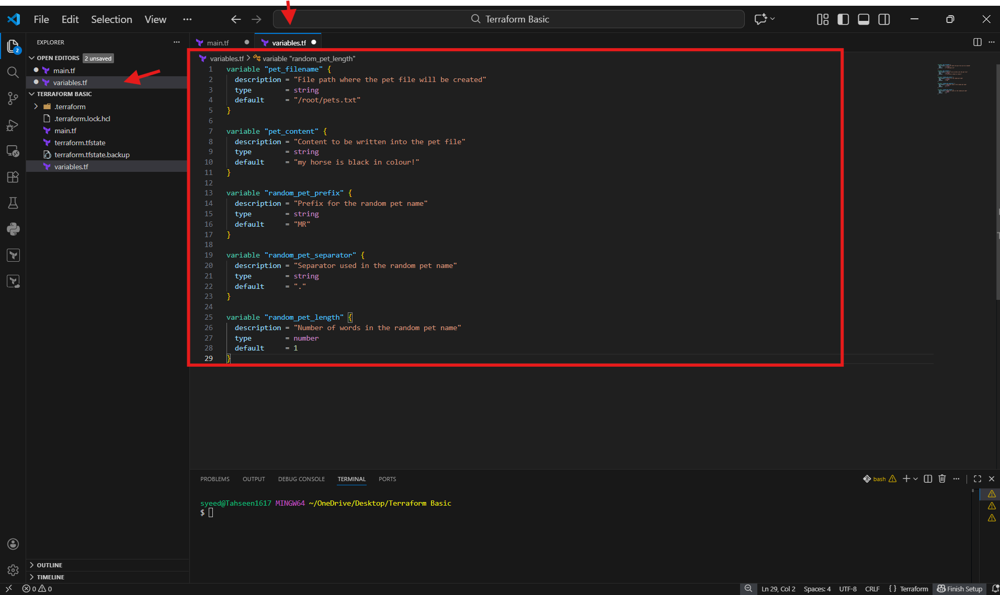 File Edit Selection View ··· Terraform Basic
EXPLORER ···
OPEN EDITORS 2 unsaved
main.tf
variables.tf
TERRAFORM BASIC
.terraform
.terraform.lock.hcl
main.tf
terraform.tfstate
terraform.tfstate.backup
variables.tf
OUTLINE
TIMELINE
main.tf variables.tf
variables.tf > variable "random_pet_length"
1 variable "pet_filename" {
2 description = "File path where the pet file will be created"
3 type = string
4 default = "/root/pets.txt"
5 }
6
7 variable "pet_content" {
8 description = "Content to be written into the pet file"
9 type = string
10 default = "my horse is black in colour!"
11 }
12
13 variable "random_pet_prefix" {
14 description = "Prefix for the random pet name"
15 type = string
16 default = "MR"
17 }
18
19 variable "random_pet_separator" {
20 description = "Separator used in the random pet name"
21 type = string
22 default = "."
23 }
24
25 variable "random_pet_length" {
26 description = "Number of words in the random pet name"
27 type = number
28 default = 1
29 }
PROBLEMS OUTPUT DEBUG CONSOLE TERMINAL PORTS bash
syeed@Tahseen1617 MINGW64 ~/OneDrive/Desktop/Terraform Basic
$
2
0 0 Ln 29, Col 2 Spaces: 4 UTF-8 CRLF { } Terraform Finish Setup